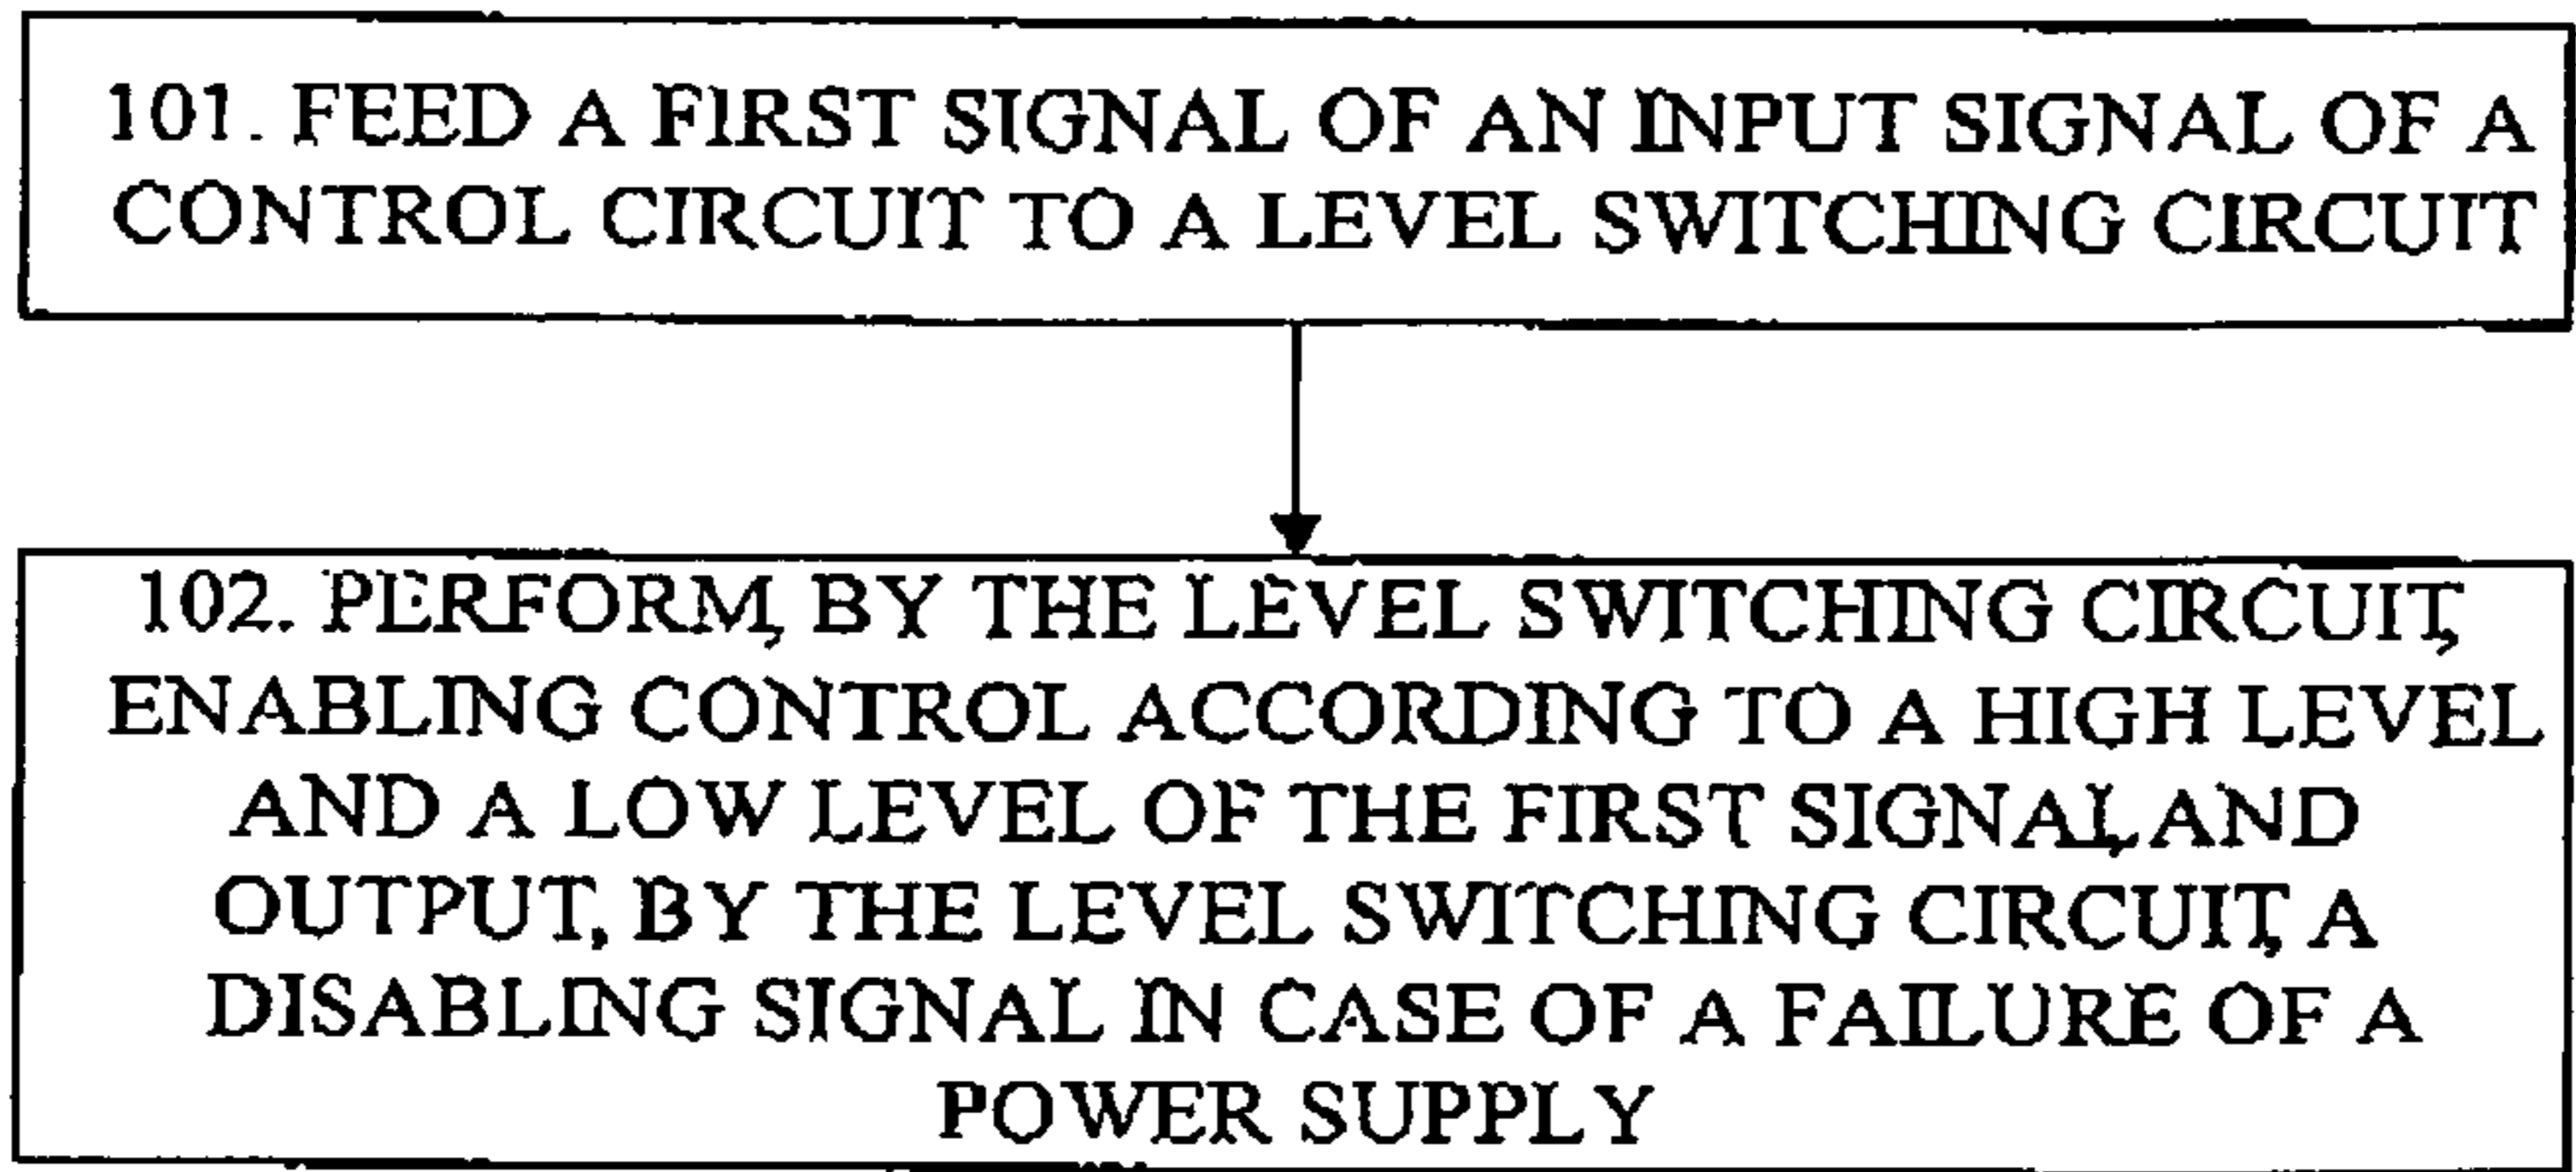 101. FEED A FIRST SIGNAL OF AN INPUT SIGNAL OF A
CONTROL CIRCUIT TO A LEVEL SWITCHING CIRCUIT
102. PERFORM, BY THE LEVEL SWITCHING CIRCUIT,
ENABLING CONTROL ACCORDING TO A HIGH LEVEL
AND A LOW LEVEL OF THE FIRST SIGNAL, AND
OUTPUT, BY THE LEVEL SWITCHING CIRCUIT, A
DISABLING SIGNAL IN CASE OF A FAILURE OF A
POWER SUPPLY